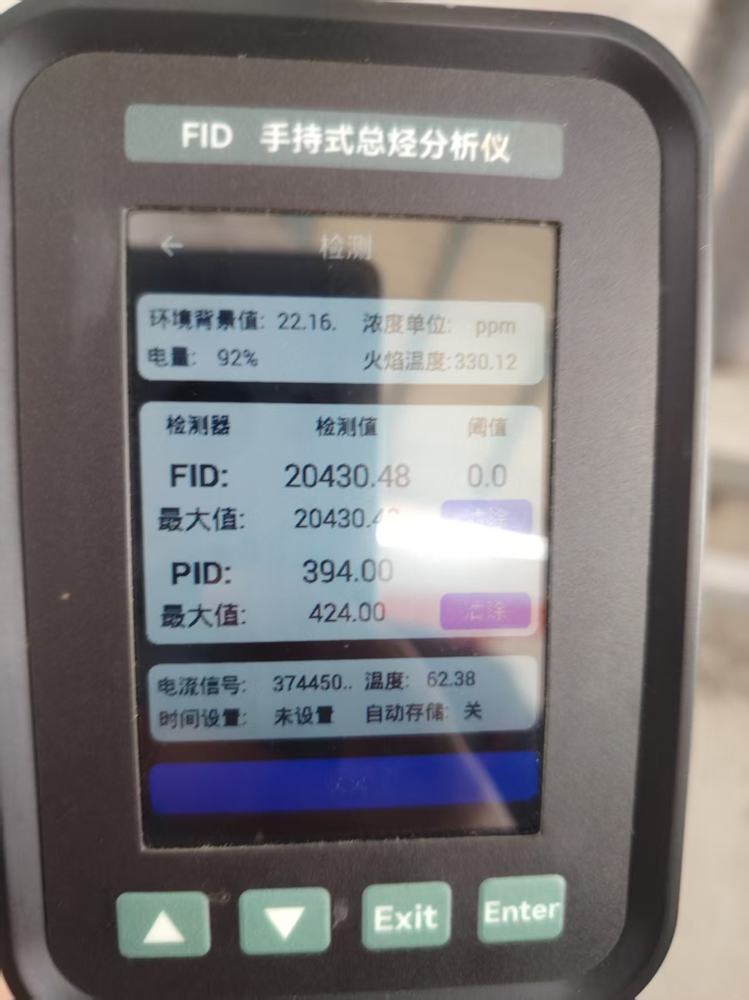 FID 手持式总烃分析仪
← 检测
环境背景值: 22.16. 浓度单位: ppm
电量: 92% 火焰温度:330.12
检测器 检测值 阈值
FID: 20430.48 0.0
最大值: 20430.4 清除
PID: 394.00
最大值: 424.00 清除
电流信号: 374450.. 温度: 62.38
时间设置: 未设置 自动存储: 关
▲ ▼ Exit Enter